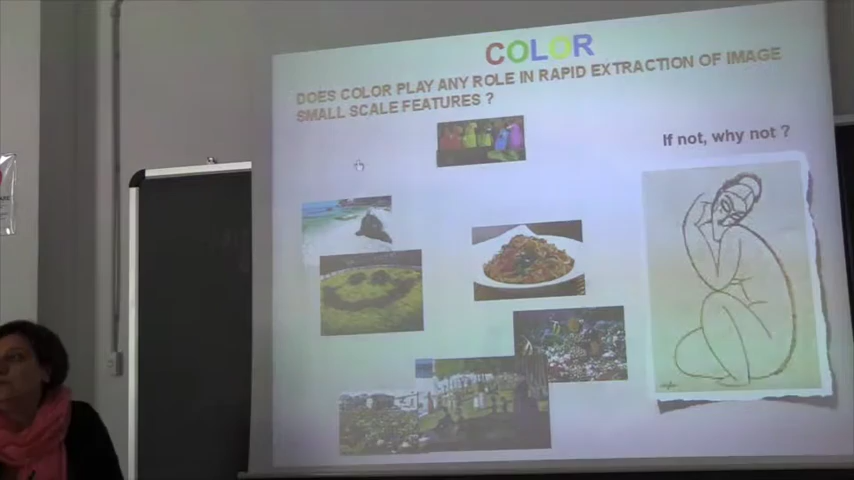 COLOR
DOES COLOR PLAY ANY ROLE IN RAPID EXTRACTION OF IMAGE
SMALL SCALE FEATURES ?
If not, why not ?